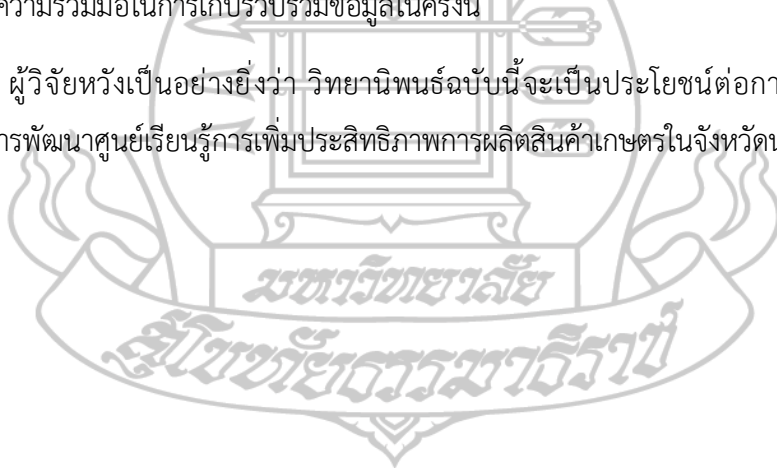 ความร่วมมือในการเก็บรวบรวมข้อมูลในครั้งนี้
ผู้วิจัยหวังเป็นอย่างยิ่งว่า วิทยานิพนธ์ฉบับนี้จะเป็นประโยชน์ต่อกา
ารพัฒนาศูนย์เรียนรู้การเพิ่มประสิทธิภาพการผลิตสินค้าเกษตรในจังหวัดน
มหาวิทยาลัย
สุโขทัยธรรมาธิราช